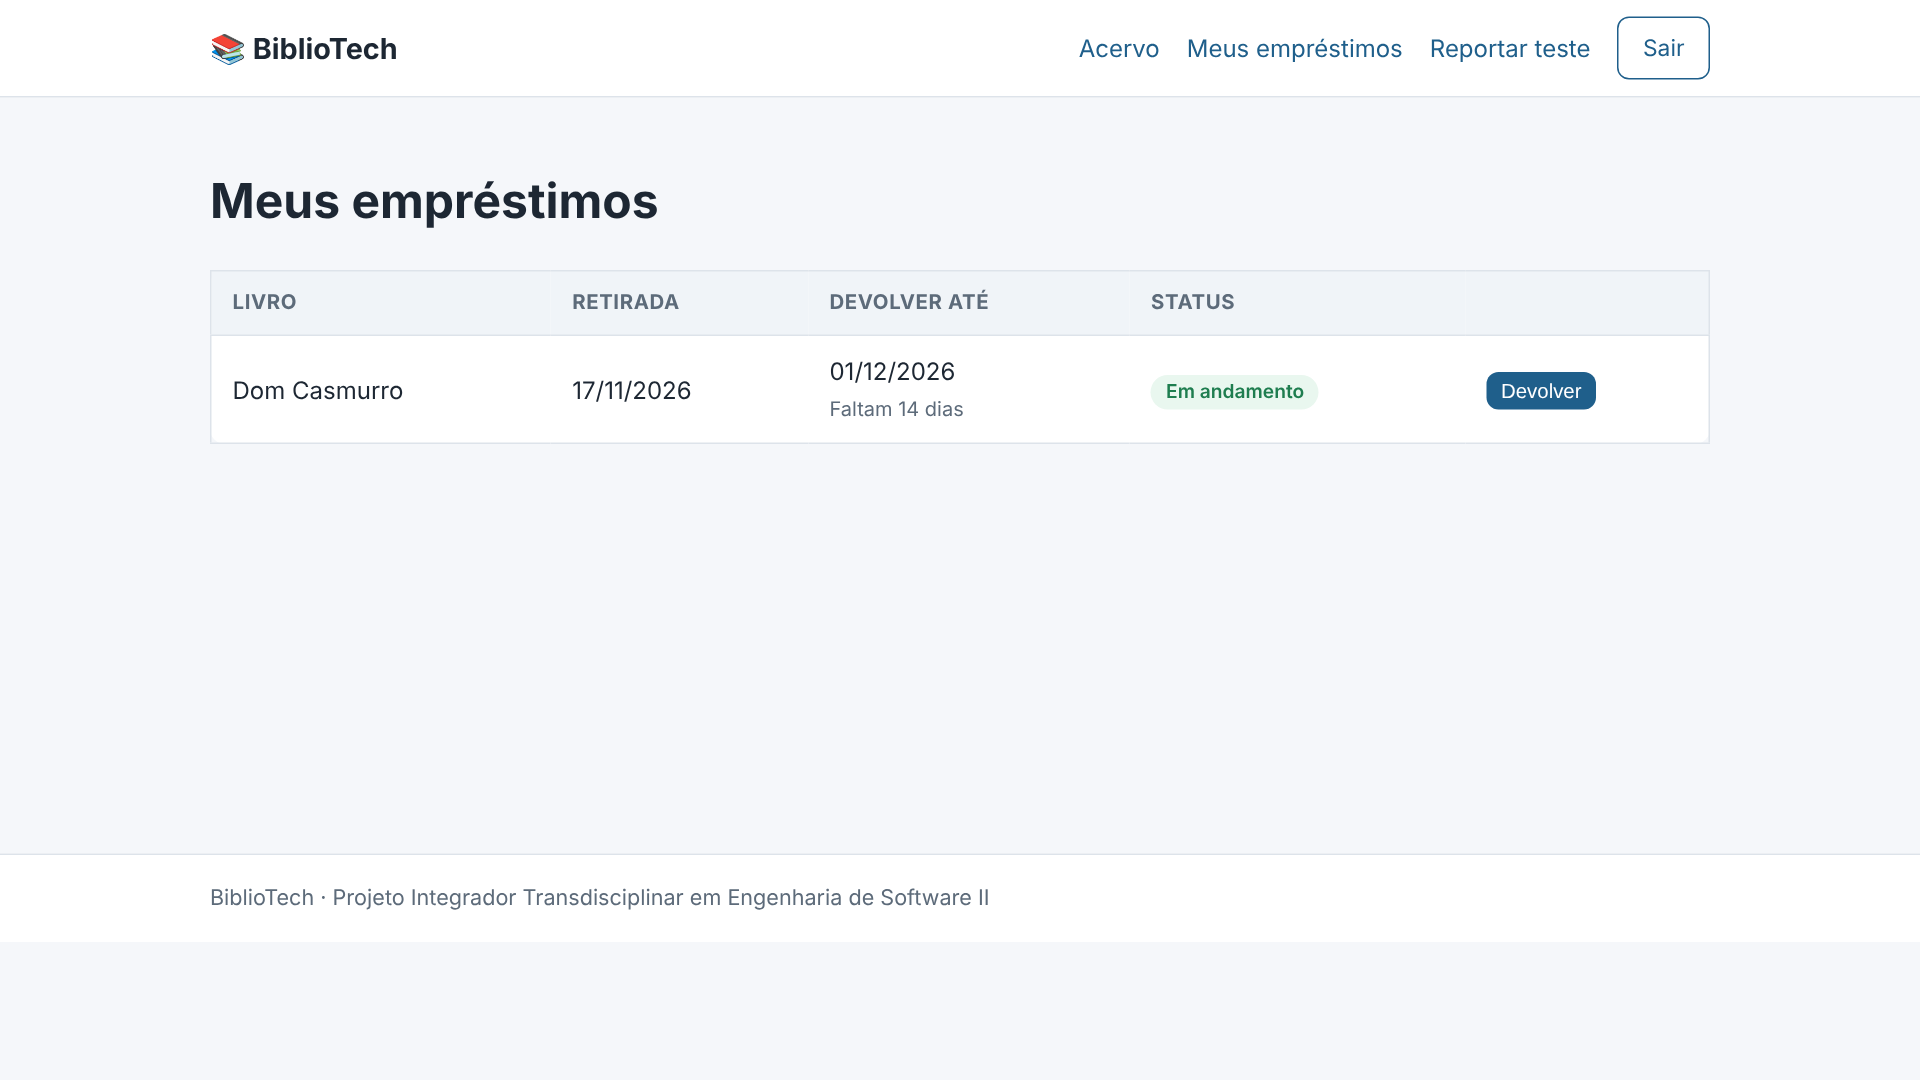 BiblioTech
Acervo Meus empréstimos Reportar teste Sair
Meus empréstimos
LIVRO RETIRADA DEVOLVER ATÉ STATUS
Dom Casmurro 17/11/2026 01/12/2026 Em andamento Devolver
Faltam 14 dias
BiblioTech · Projeto Integrador Transdisciplinar em Engenharia de Software II